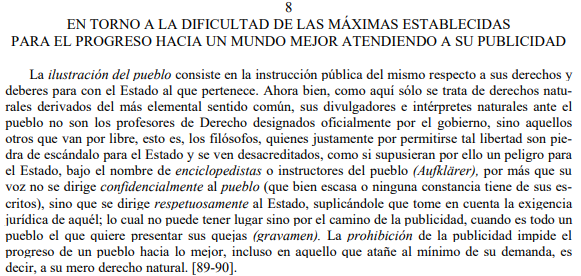 8
EN TORNO A LA DIFICULTAD DE LAS MÁXIMAS ESTABLECIDAS
PARA EL PROGRESO HACIA UN MUNDO MEJOR ATENDIENDO A SU PUBLICIDAD
La ilustración del pueblo consiste en la instrucción pública del mismo respecto a sus derechos y
deberes para con el Estado al que pertenece. Ahora bien, como aquí sólo se trata de derechos natu-
rales derivados del más elemental sentido común, sus divulgadores e intérpretes naturales ante el
pueblo no son los profesores de Derecho designados oficialmente por el gobierno, sino aquellos
otros que van por libre, esto es, los filósofos, quienes justamente por permitirse tal libertad son pie-
dra de escándalo para el Estado y se ven desacreditados, como si supusieran por ello un peligro para
el Estado, bajo el nombre de enciclopedistas o instructores del pueblo (Aufklärer), por más que su
voz no se dirige confidencialmente al pueblo (que bien escasa o ninguna constancia tiene de sus es-
critos), sino que se dirige respetuosamente al Estado, suplicándole que tome en cuenta la exigencia
jurídica de aquél; lo cual no puede tener lugar sino por el camino de la publicidad, cuando es todo un
pueblo el que quiere presentar sus quejas (gravamen). La prohibición de la publicidad impide el
progreso de un pueblo hacia lo mejor, incluso en aquello que atañe al mínimo de su demanda, es
decir, a su mero derecho natural. [89-90].